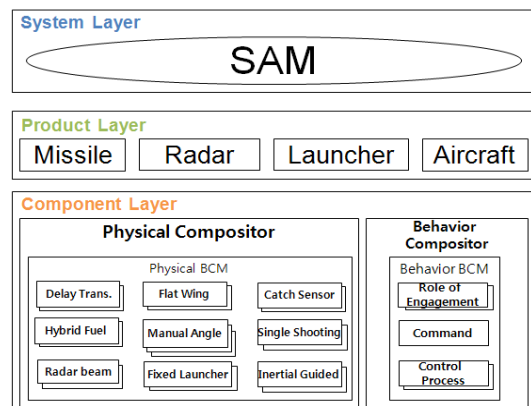 System Layer
SAM
Product Layer
Missile Radar Launcher Aircraft
Component Layer
Physical Compositor
Physical BCM
Delay Trans. Flat Wing Catch Sensor
Hybrid Fuel Manual Angle Single Shooting
Radar beam Fixed Launcher Inertial Guided
Behavior
Compositor
Behavior BCM
Role of
Engagement
Command
Control
Process